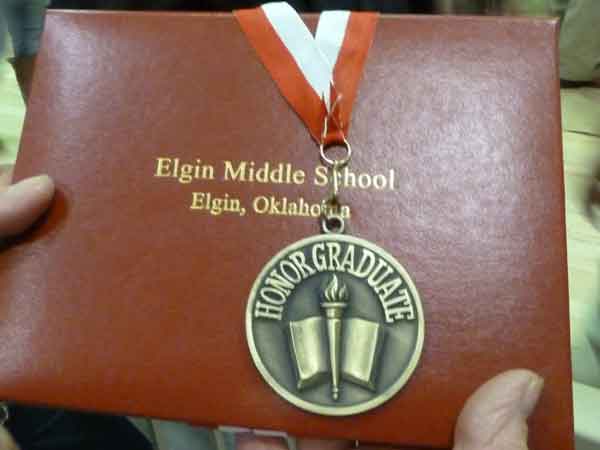 Elgin Middle School
Elgin, Oklahoma
HONOR GRADUATE